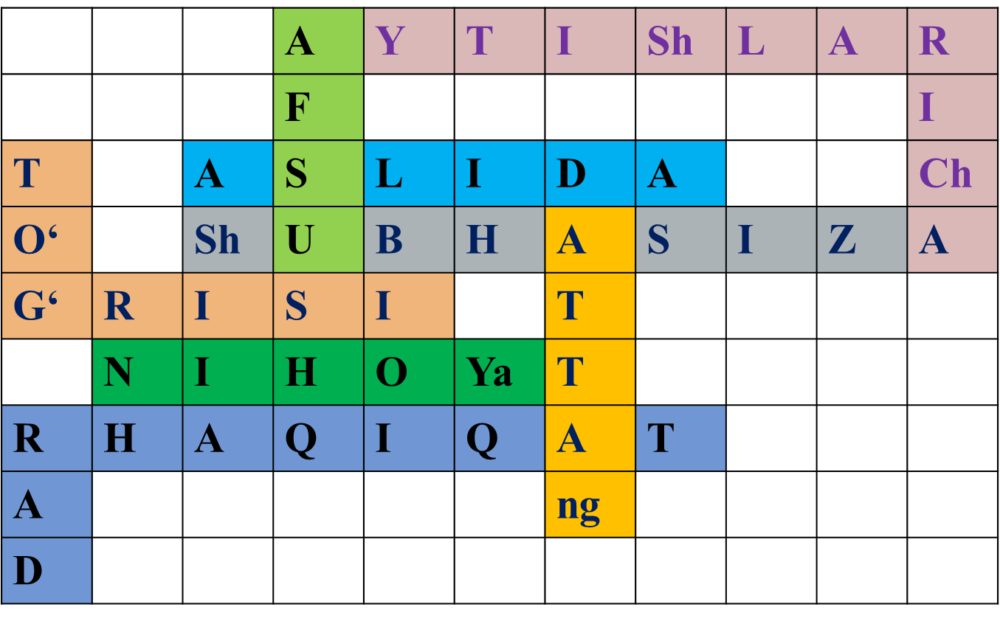 A Y T I Sh L A R
F I
T A S L I D A Ch
O‘ Sh U B H A S I Z A
G‘ R I S I T
N I H O Ya T
R H A Q I Q A T
A ng
D